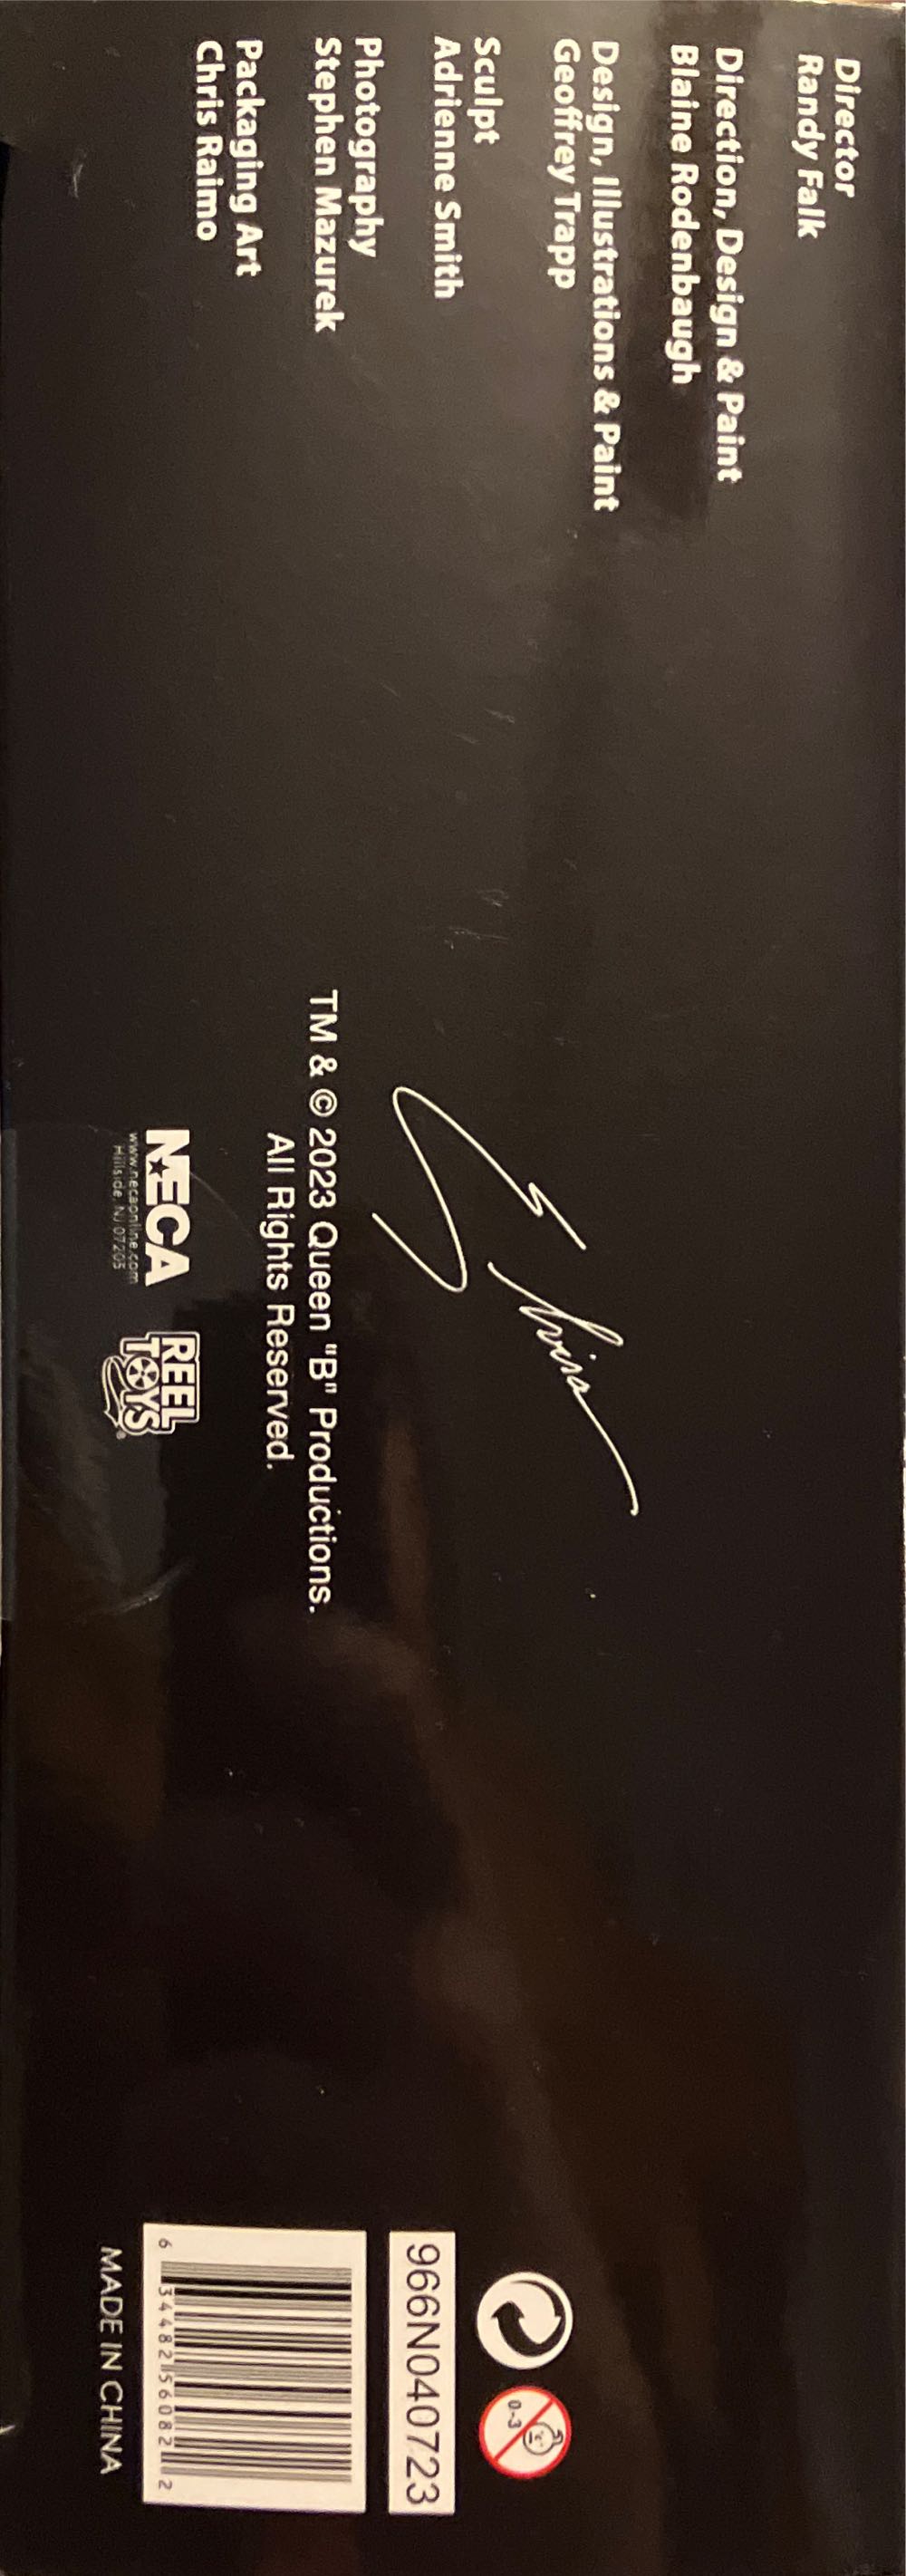 Director
Randy Falk
Direction, Design & Paint
Blaine Rodenbaugh
Design, Illustrations & Paint
Geoffrey Trapp
Sculpt
Adrienne Smith
Photography
Stephen Mazurek
Packaging Art
Chris Raimo
Elvira
TM & © 2023 Queen "B" Productions.
All Rights Reserved.
NECA
www.necaonline.com
Hillside, NJ 07205
REEL
TOYS®
0-3
966N040723
6 34482 56082 2
MADE IN CHINA